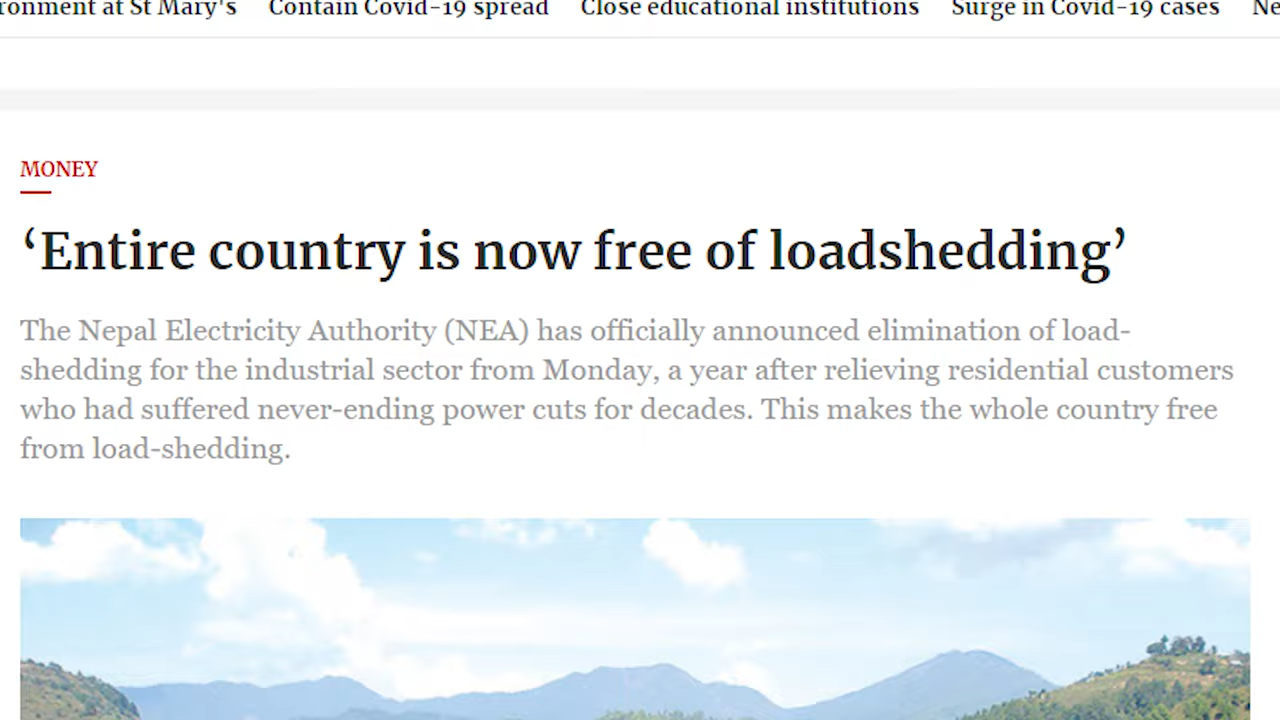 at St Mary's Contain Covid-19 spread Close educational institutions Surge in Covid-19 cases
MONEY
‘Entire country is now free of loadshedding’
The Nepal Electricity Authority (NEA) has officially announced elimination of load-
shedding for the industrial sector from Monday, a year after relieving residential customers
who had suffered never-ending power cuts for decades. This makes the whole country free
from load-shedding.